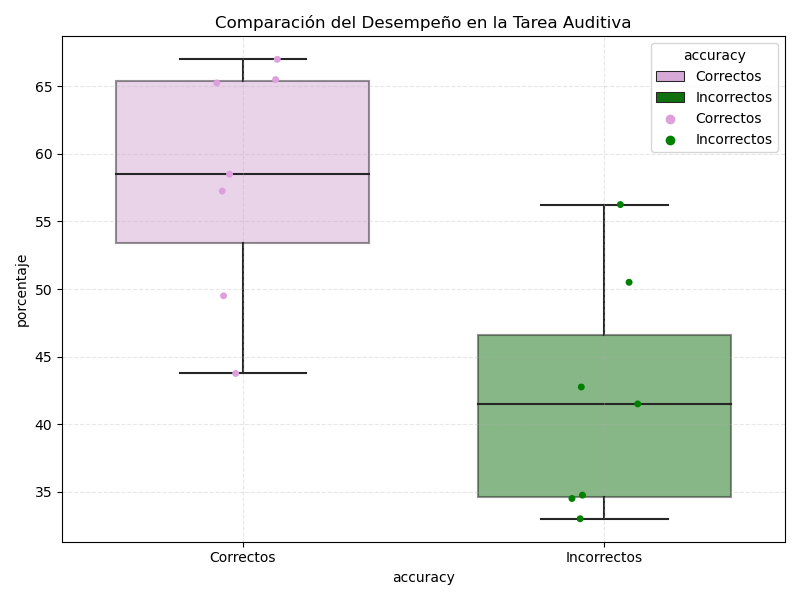 Comparación del Desempeño en la Tarea Auditiva
accuracy
Correctos
Incorrectos
Correctos
Incorrectos
65
60
55
50
45
40
35
porcentaje
Correctos
Incorrectos
accuracy